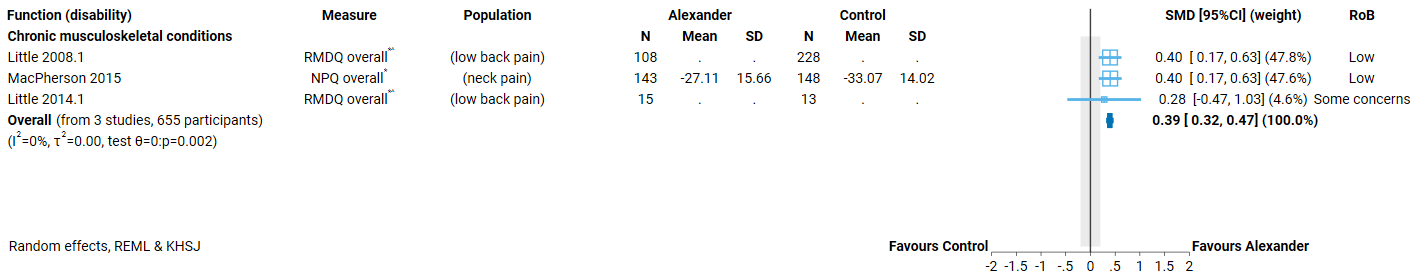 Function (disability) Measure Population Alexander Control SMD [95%CI] (weight) RoB
Chronic musculoskeletal conditions N Mean SD N Mean SD
Little 2008.1 RMDQ overall*^ (low back pain) 108 . . 228 . . 0.40 [ 0.17, 0.63] (47.8%) Low
MacPherson 2015 NPQ overall* (neck pain) 143 -27.11 15.66 148 -33.07 14.02 0.40 [ 0.17, 0.63] (47.6%) Low
Little 2014.1 RMDQ overall*^ (low back pain) 15 . . 13 . . 0.28 [-0.47, 1.03] (4.6%) Some concerns
Overall (from 3 studies, 655 participants) 0.39 [ 0.32, 0.47] (100.0%)
(I²=0%, τ²=0.00, test θ=0:p=0.002)
Random effects, REML & KHSJ Favours Control Favours Alexander
-2 -1.5 -1 -.5 0 .5 1 1.5 2